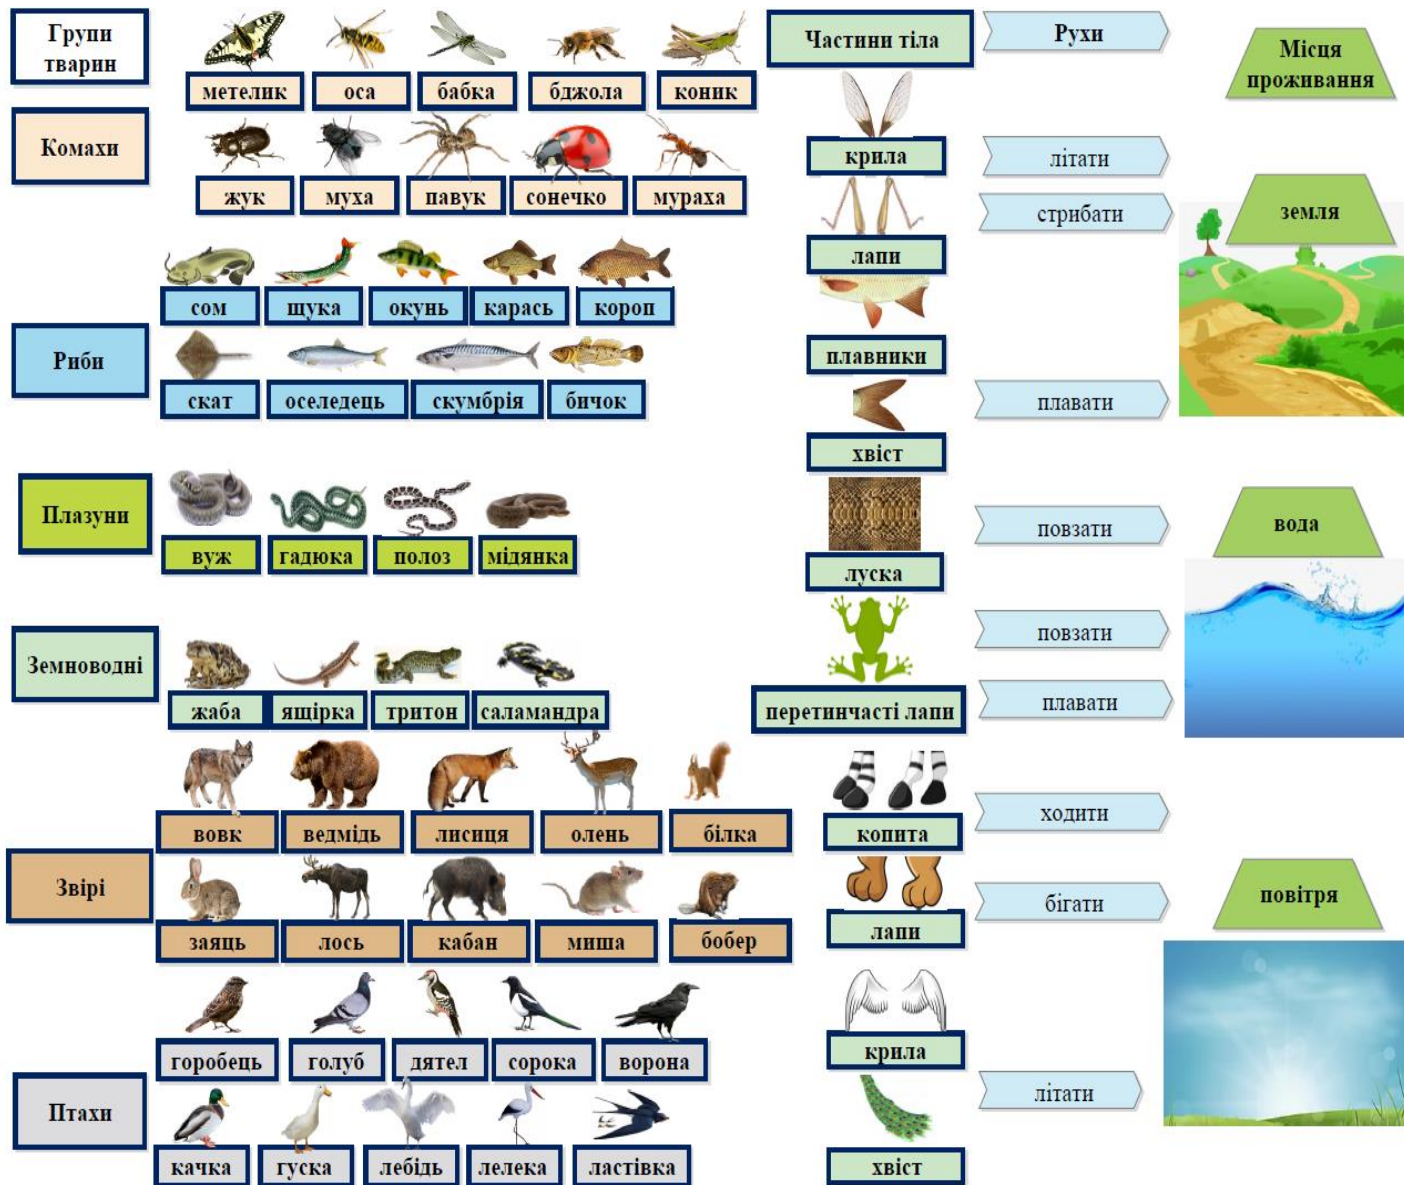 Групи
тварин
метелик оса бабка бджола коник
Частини тіла
Рухи
Місця
проживання
Комахи
жук муха павук сонечко мураха
крила
літати
стрибати
земля
лапи
сом щука окунь карась короп
Риби
скат оселедець скумбрія бичок
плавники
плавати
хвіст
Плазуни
вуж гадюка полоз мідянка
луска
повзати
вода
Земноводні
жаба ящірка тритон саламандра
перетинчасті лапи
повзати
плавати
вовк ведмідь лисиця олень білка
Звірі
заяць лось кабан миша бобер
копита
ходити
лапи
бігати
повітря
горобець голуб дятел сорока ворона
Птахи
качка гуска лебідь лелека ластівка
крила
літати
хвіст